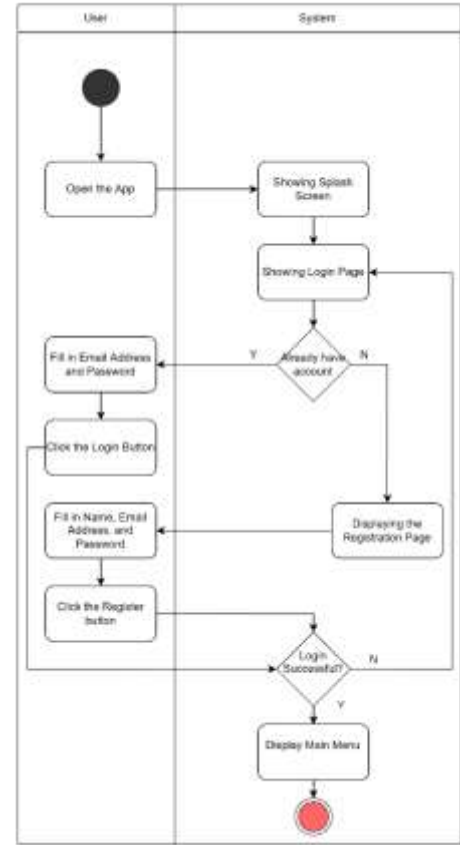 User
System
Open the App
Showing Splash
Screen
Showing Login Page
Already have
account
Y
N
Fill in Email Address
and Password
Click the Login Button
Fill in Name, Email
Address, and
Password
Displaying the
Registration Page
Click the Register
button
Login
Successful?
N
Y
Display Main Menu